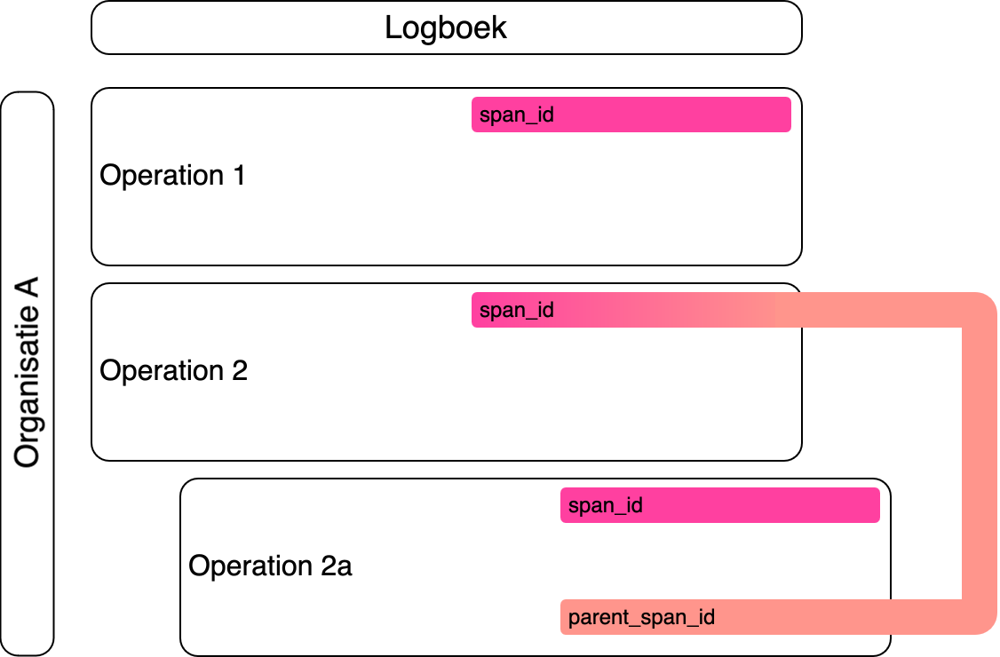 Logboek
Organisatie A
span_id
Operation 1
span_id
Operation 2
span_id
Operation 2a
parent_span_id